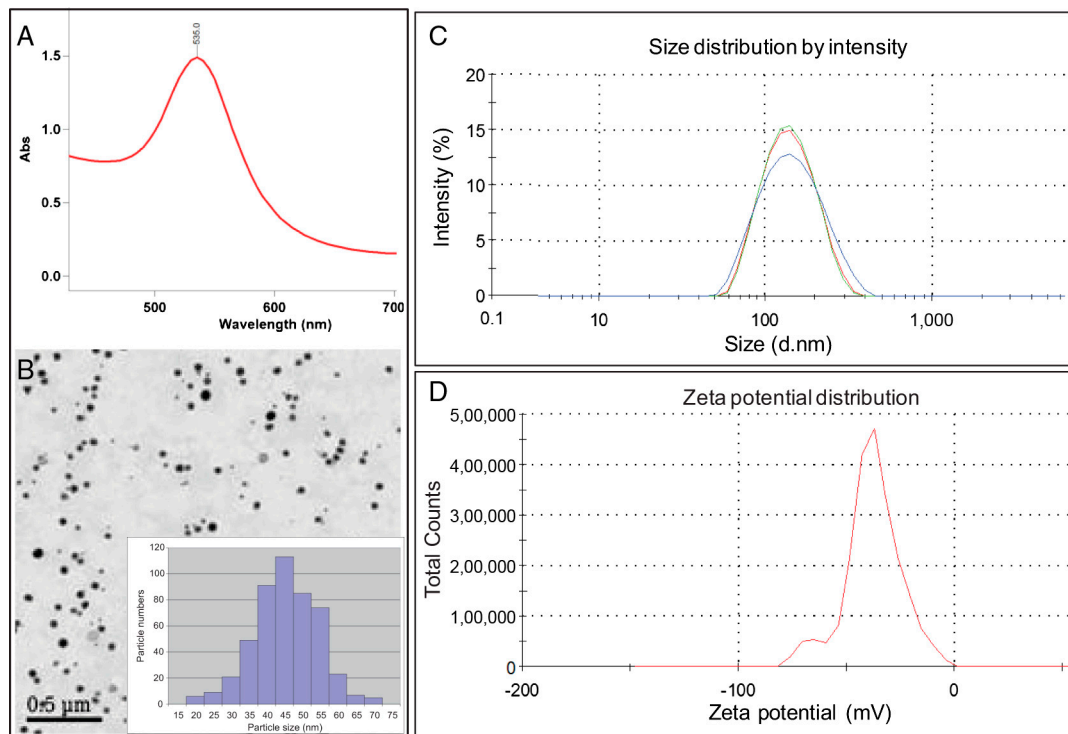 A
535.0
1.5
1.0
0.5
0.0
Abs
500
600
700
Wavelength (nm)
B
0.5 µm
120
100
80
60
40
20
0
Particle numbers
15 20 25 30 35 40 45 50 55 60 65 70 75
Particle size (nm)
C
Size distribution by intensity
20
15
10
5
0
Intensity (%)
0.1 10 100 1,000
Size (d.nm)
D
Zeta potential distribution
5,00,000
4,00,000
3,00,000
2,00,000
1,00,000
0
Total Counts
-200 -100 0
Zeta potential (mV)